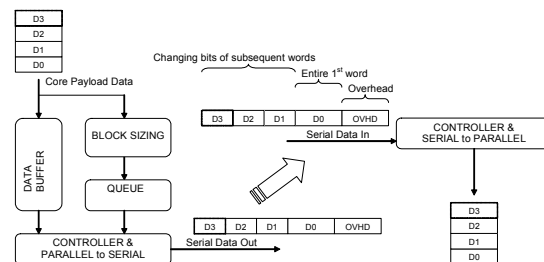 D3
D2
D1
D0
Core Payload Data
DATA BUFFER
BLOCK SIZING
QUEUE
CONTROLLER &
PARALLEL to SERIAL
Serial Data Out
D3 D2 D1 D0 OVHD
Changing bits of subsequent words
Entire 1st word
Overhead
D3 D2 D1 D0 OVHD
Serial Data In
CONTROLLER &
SERIAL to PARALLEL
D3
D2
D1
D0